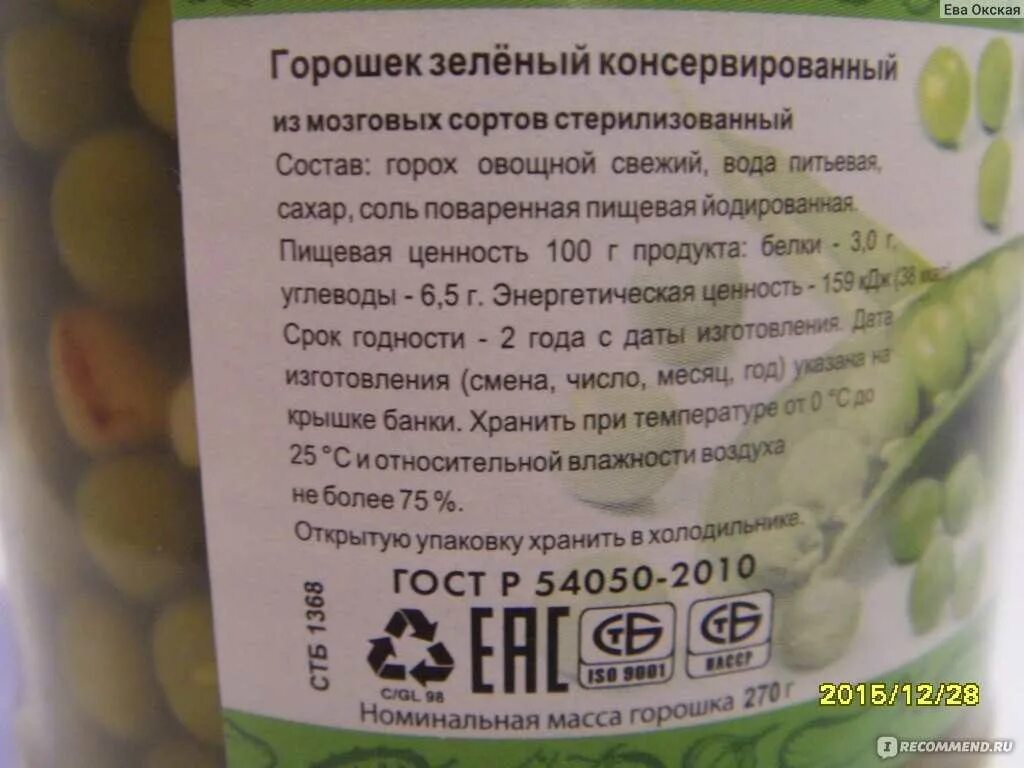 Ева Окская
Горошек зелёный консервированный
из мозговых сортов стерилизованный
Состав: горох овощной свежий, вода питьевая,
сахар, соль поваренная пищевая йодированная.
Пищевая ценность 100 г продукта: белки - 3,0 г,
углеводы - 6,5 г. Энергетическая ценность - 159 кДж (38 ккал)
Срок годности - 2 года с даты изготовления. Дата
изготовления (смена, число, месяц, год) указана на
крышке банки. Хранить при температуре от 0 °С до
25 °С и относительной влажности воздуха
не более 75 %.
Открытую упаковку хранить в холодильнике.
ГОСТ Р 54050-2010
СТБ 1368
C/GL 98
ЕАС
СТБ
ISO 9001
СТБ
НАССР
Номинальная масса горошка 270 г
2015/12/28
IRECOMMEND.RU